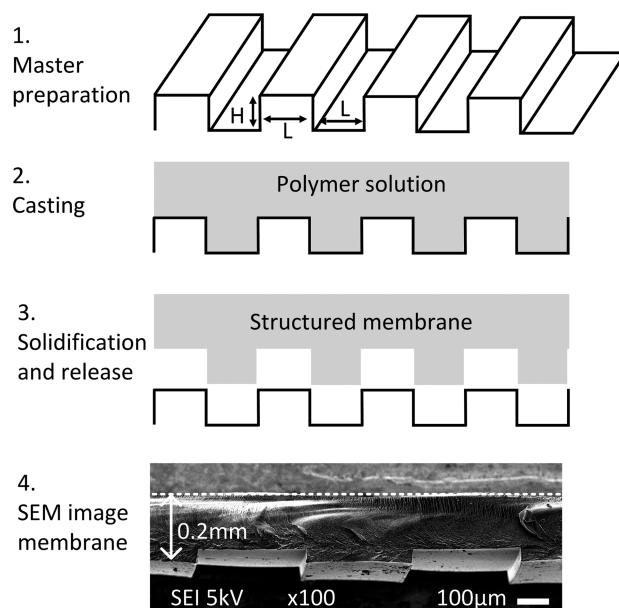 1.
Master
preparation
H
L
L
2.
Casting
Polymer solution
3.
Solidification
and release
Structured membrane
4.
SEM image
membrane
0.2mm
SEI 5kV x100 100µm